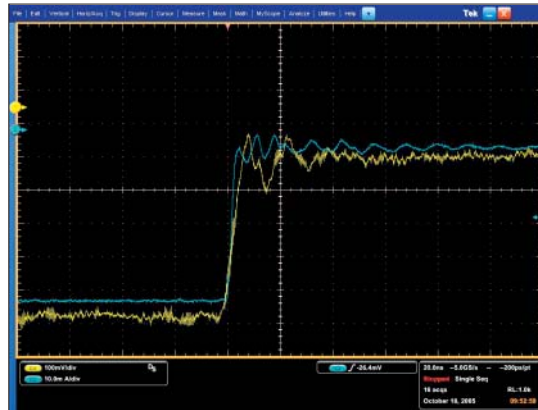 File | Edit | Vertical | Horiz/Acq | Trig | Display | Cursor | Measure | Mask | Math | MyScope | Analyze | Utilities | Help
Tek
100mV/div
10.0m A/div
-26.4mV
20.0ns -5.0GS/s - -200ps/pt
Stopped Single Seq
16 acqs RL:1.0k
October 18, 2005 09:52:58